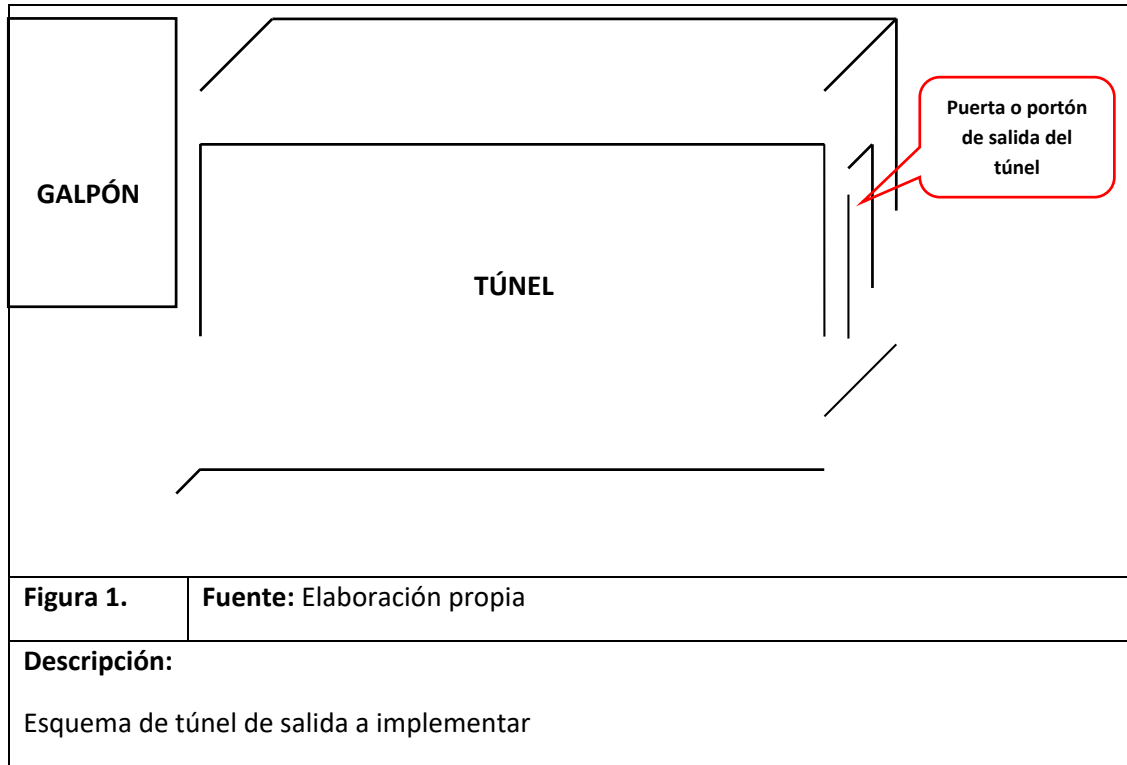 GALPÓN
TÚNEL
Puerta o portón
de salida del
túnel
Figura 1.
Fuente: Elaboración propia
Descripción:
Esquema de túnel de salida a implementar